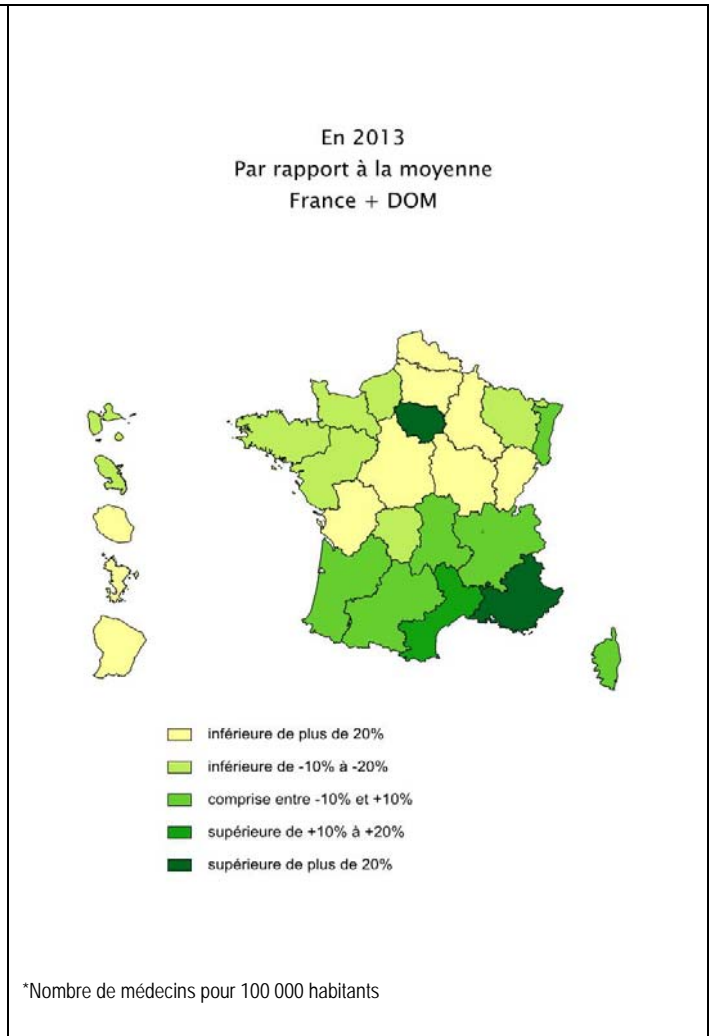 En 2013
Par rapport à la moyenne
France + DOM
inférieure de plus de 20%
inférieure de -10% à -20%
comprise entre -10% et +10%
supérieure de +10% à +20%
supérieure de plus de 20%
*Nombre de médecins pour 100 000 habitants